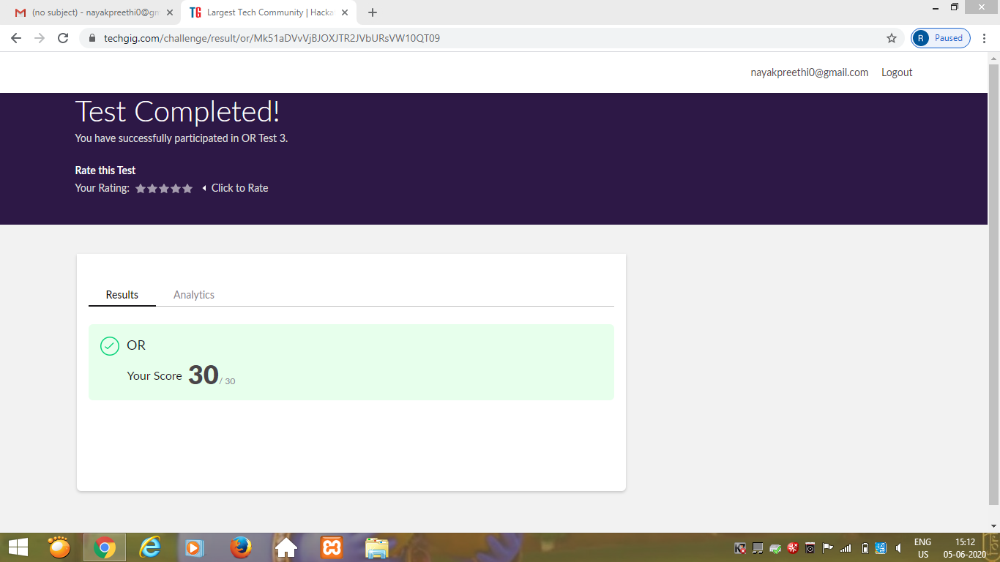 (no subject) - nayakpreethi0@gm
TG Largest Tech Community | Hacka
techgig.com/challenge/result/or/Mk51aDVvVjBJOXJTR2JVbURsVW10QT09
R Paused
nayakpreethi0@gmail.com Logout
Test Completed!
You have successfully participated in OR Test 3.
Rate this Test
Your Rating: Click to Rate
Results Analytics
OR
Your Score 30 / 30
ENG 15:12
US 05-06-2020